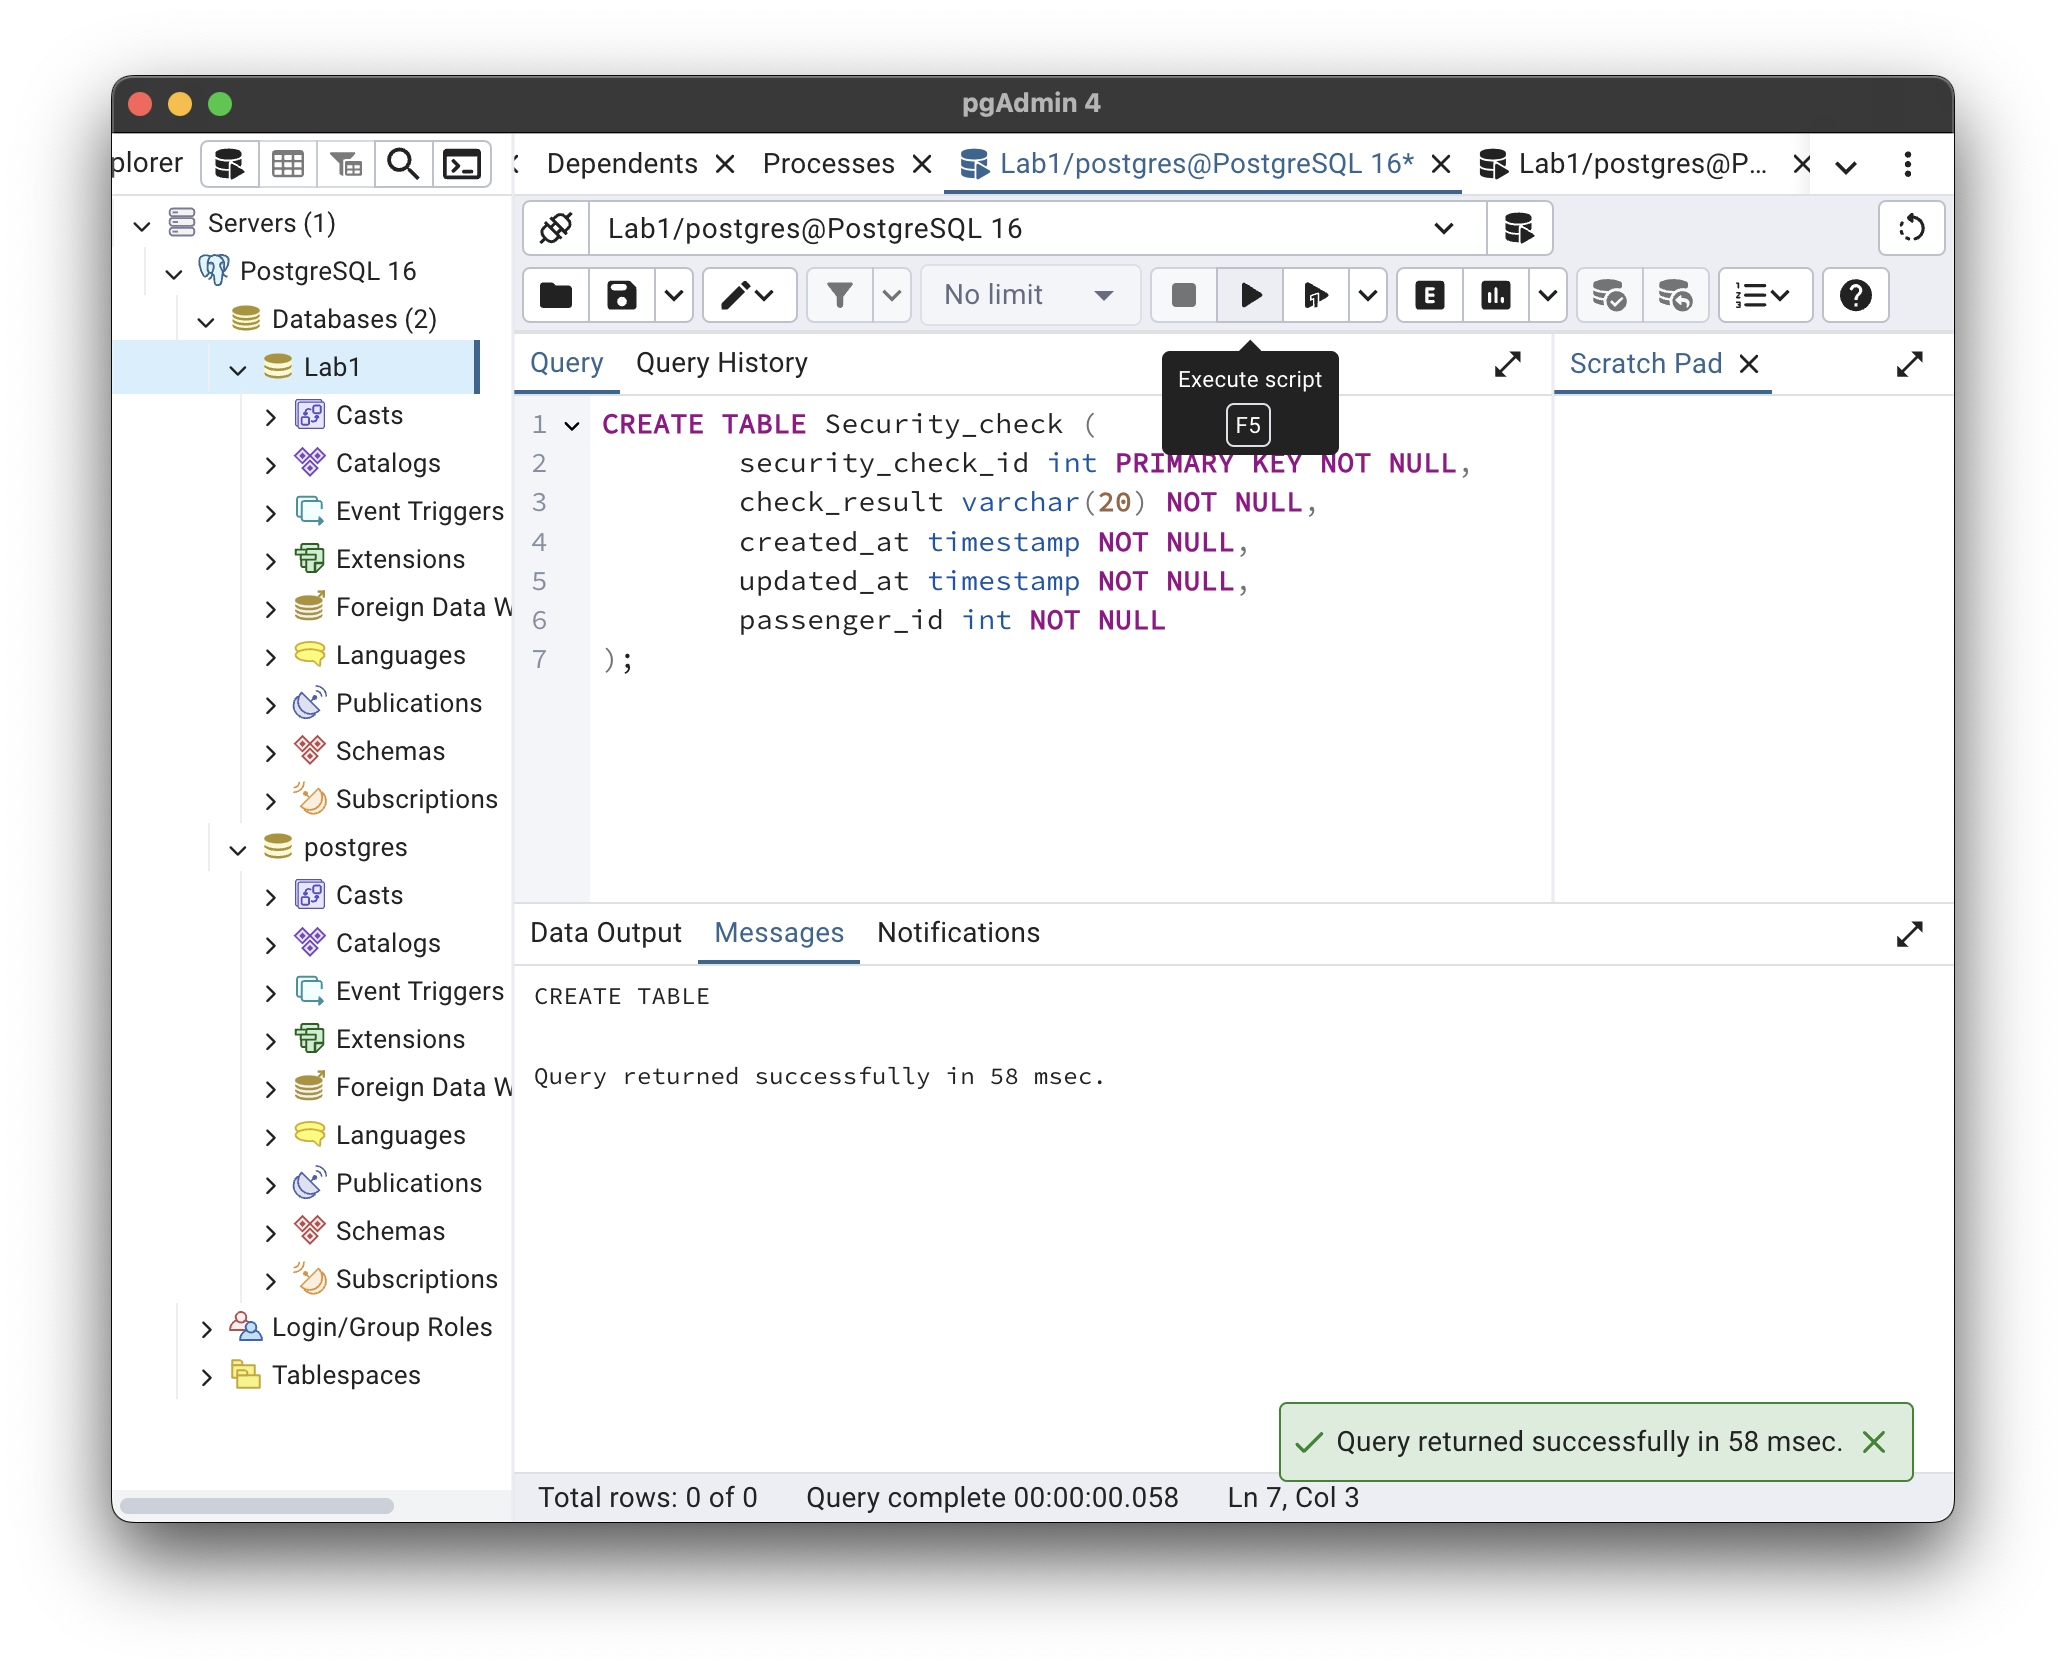 pgAdmin 4
plorer
Dependents
Processes
Lab1/postgres@PostgreSQL 16*
Lab1/postgres@P...
Servers (1)
PostgreSQL 16
Databases (2)
Lab1
Casts
Catalogs
Event Triggers
Extensions
Foreign Data W
Languages
Publications
Schemas
Subscriptions
postgres
Casts
Catalogs
Event Triggers
Extensions
Foreign Data W
Languages
Publications
Schemas
Subscriptions
Login/Group Roles
Tablespaces
Lab1/postgres@PostgreSQL 16
No limit
E
Query
Query History
Execute script
F5
Scratch Pad
1 CREATE TABLE Security_check (
2 security_check_id int PRIMARY KEY NOT NULL,
3 check_result varchar(20) NOT NULL,
4 created_at timestamp NOT NULL,
5 updated_at timestamp NOT NULL,
6 passenger_id int NOT NULL
7 );
Data Output
Messages
Notifications
CREATE TABLE
Query returned successfully in 58 msec.
Query returned successfully in 58 msec.
Total rows: 0 of 0
Query complete 00:00:00.058
Ln 7, Col 3